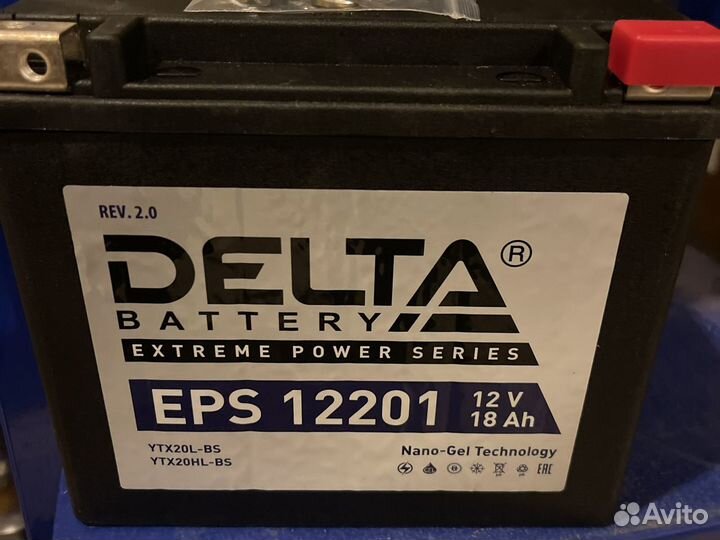 REV. 2.0
DELTA®
BATTERY
EXTREME POWER SERIES
EPS 12201
12 V
18 Ah
YTX20L-BS
YTX20HL-BS
Nano-Gel Technology
EAC
Avito